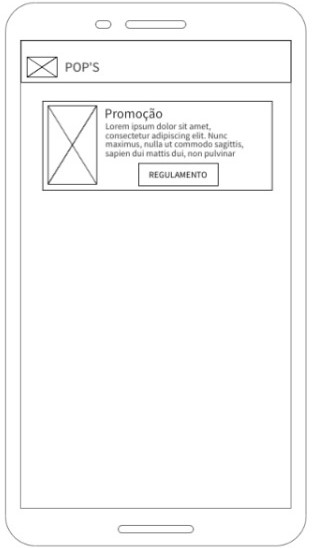 POP'S
Promoção
Lorem ipsum dolor sit amet,
consectetur adipiscing elit. Nunc
maximus, nulla ut commodo sagittis,
sapien dui mattis dui, non pulvinar
REGULAMENTO